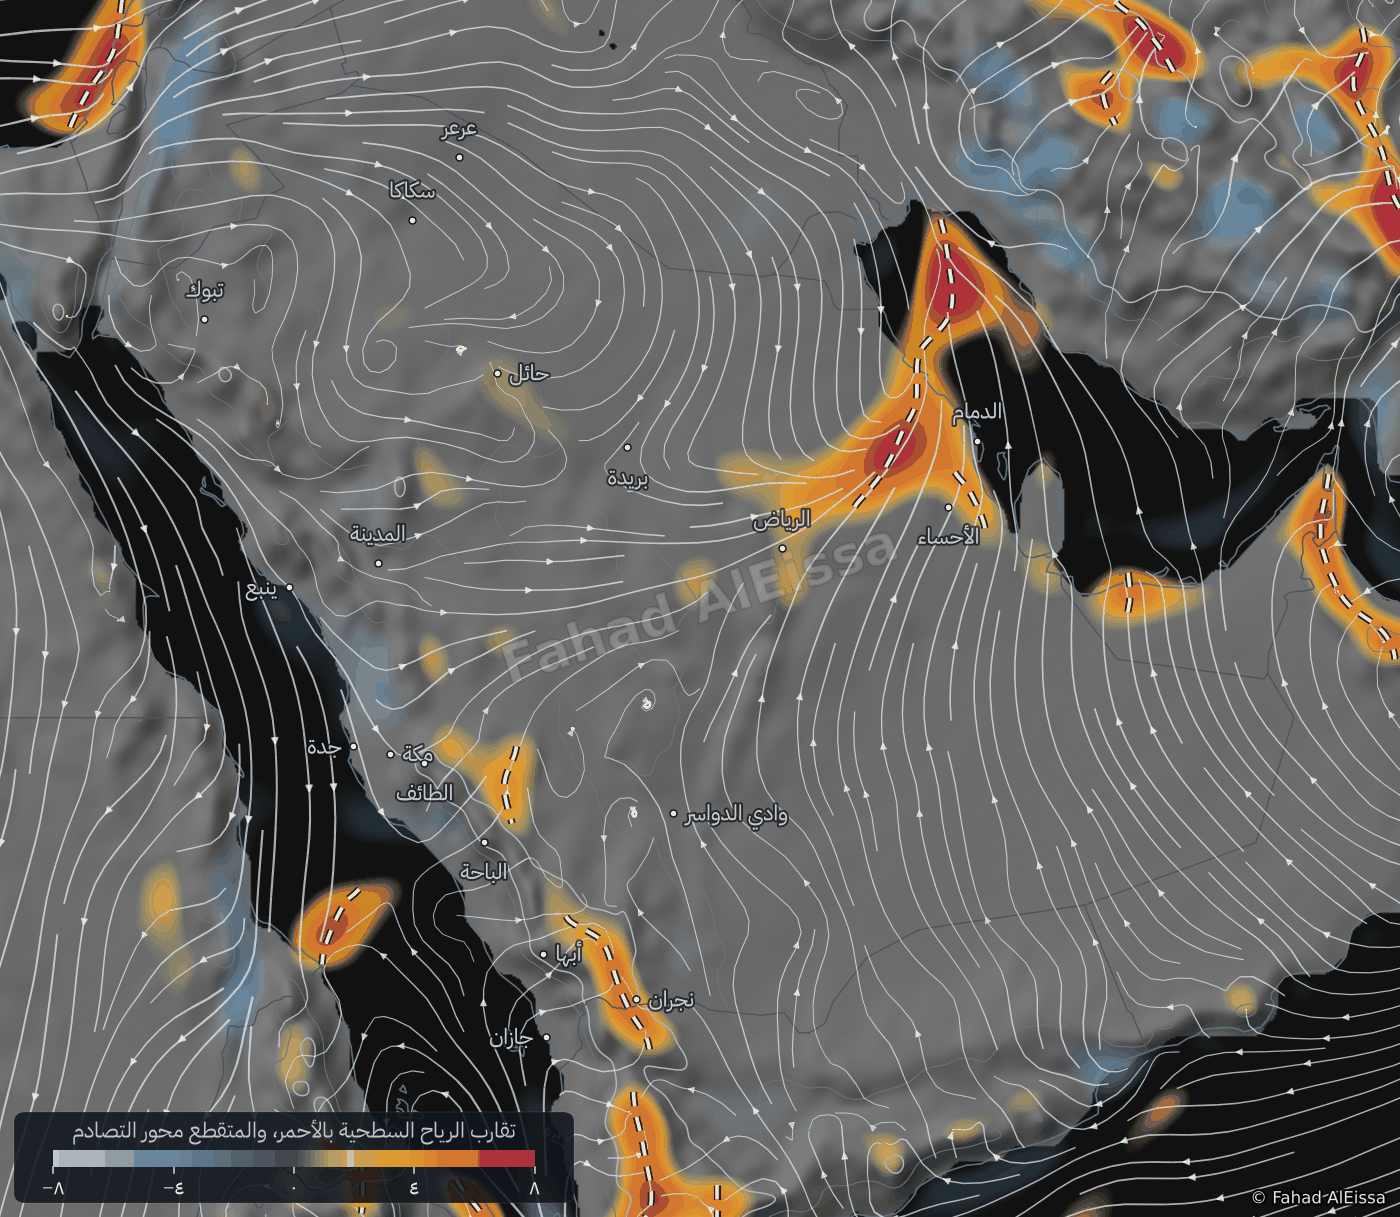 عرعر
سكاكا
تبوك
حائل
الدمام
بريدة
الرياض
المدينة
الأحساء
ينبع
Fahad AlEissa
جدة
مكة
الطائف
وادي الدواسر
الباحة
أبها
نجران
جازان
تقارب الرياح السطحية بالأحمر، والمتقطع محور التصادم
−٨ −٤ ٠ ٤ ٨
© Fahad AlEissa